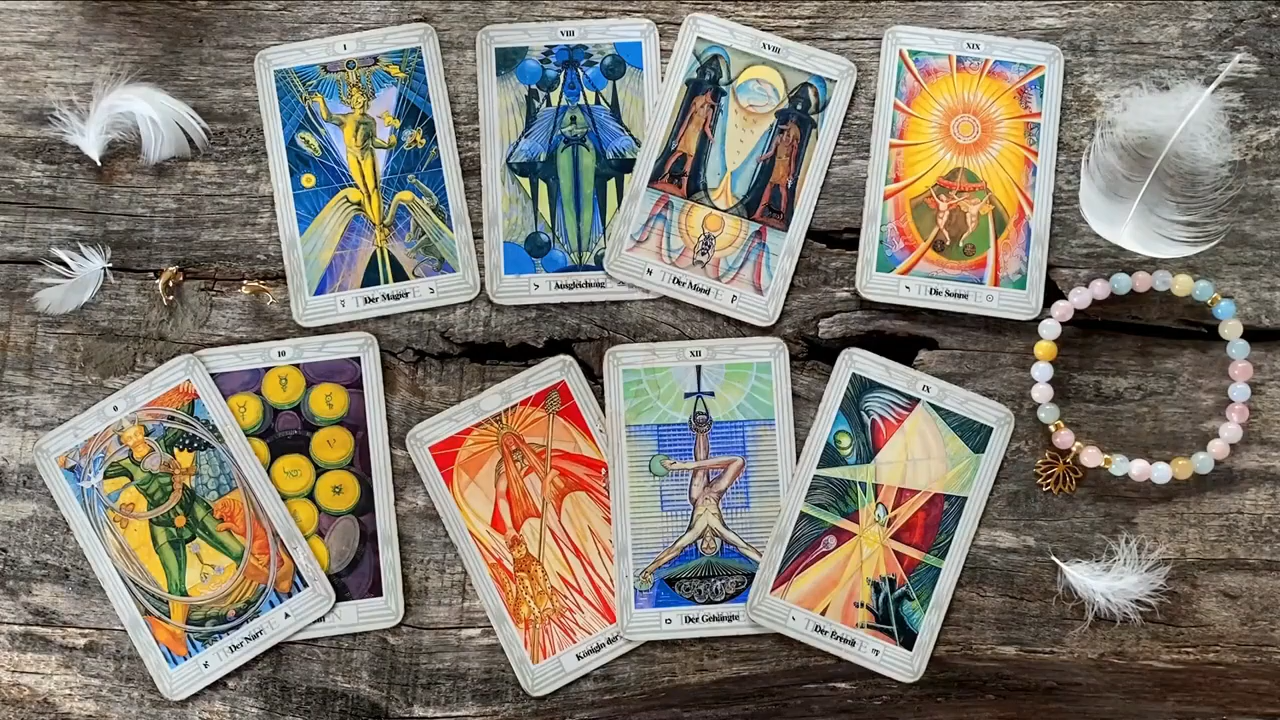 I
Der Magier
VIII
Ausgleichung
XVIII
Der Mond
XIX
Die Sonne
0
Der Narr
10
XII
Der Gehängte
Königin der
IX
Der Eremit